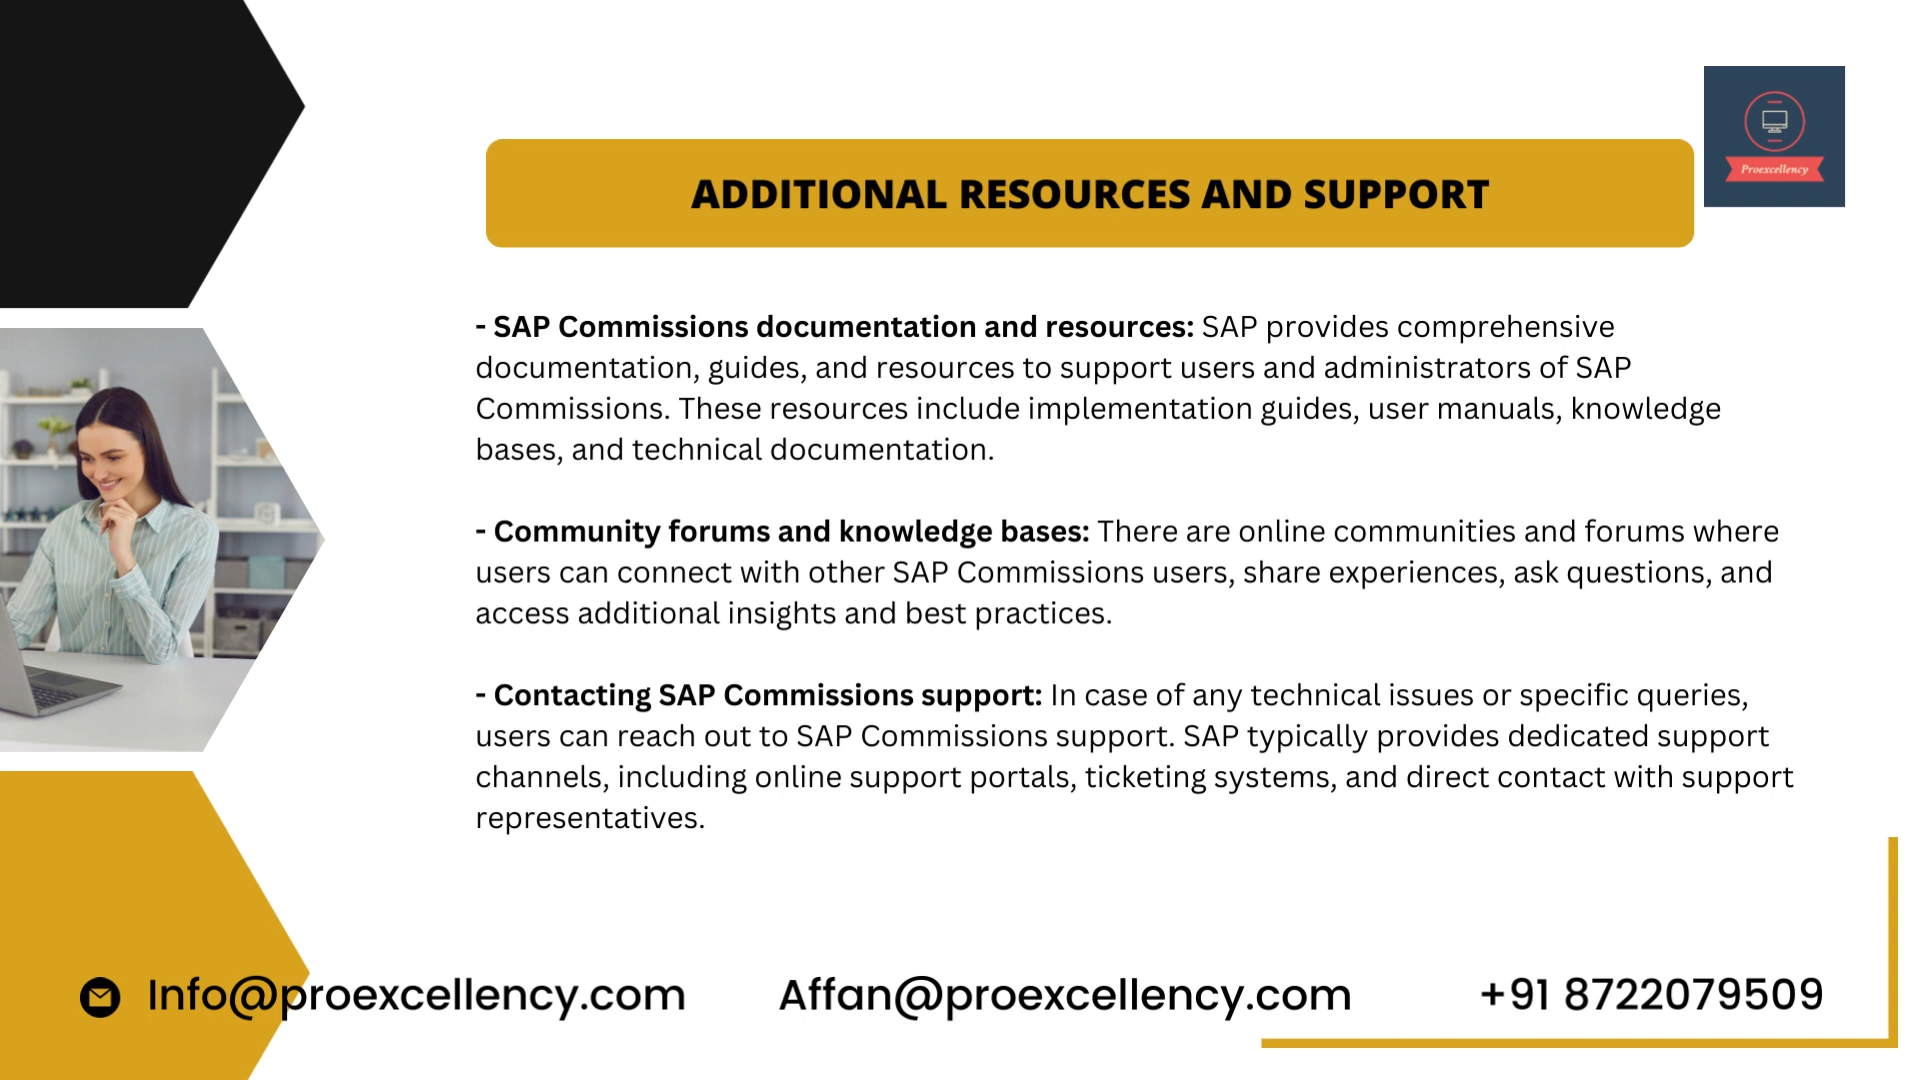 Proexcellency
ADDITIONAL RESOURCES AND SUPPORT
- SAP Commissions documentation and resources: SAP provides comprehensive
documentation, guides, and resources to support users and administrators of SAP
Commissions. These resources include implementation guides, user manuals, knowledge
bases, and technical documentation.
- Community forums and knowledge bases: There are online communities and forums where
users can connect with other SAP Commissions users, share experiences, ask questions, and
access additional insights and best practices.
- Contacting SAP Commissions support: In case of any technical issues or specific queries,
users can reach out to SAP Commissions support. SAP typically provides dedicated support
channels, including online support portals, ticketing systems, and direct contact with support
representatives.
Info@proexcellency.com Affan@proexcellency.com +91 8722079509